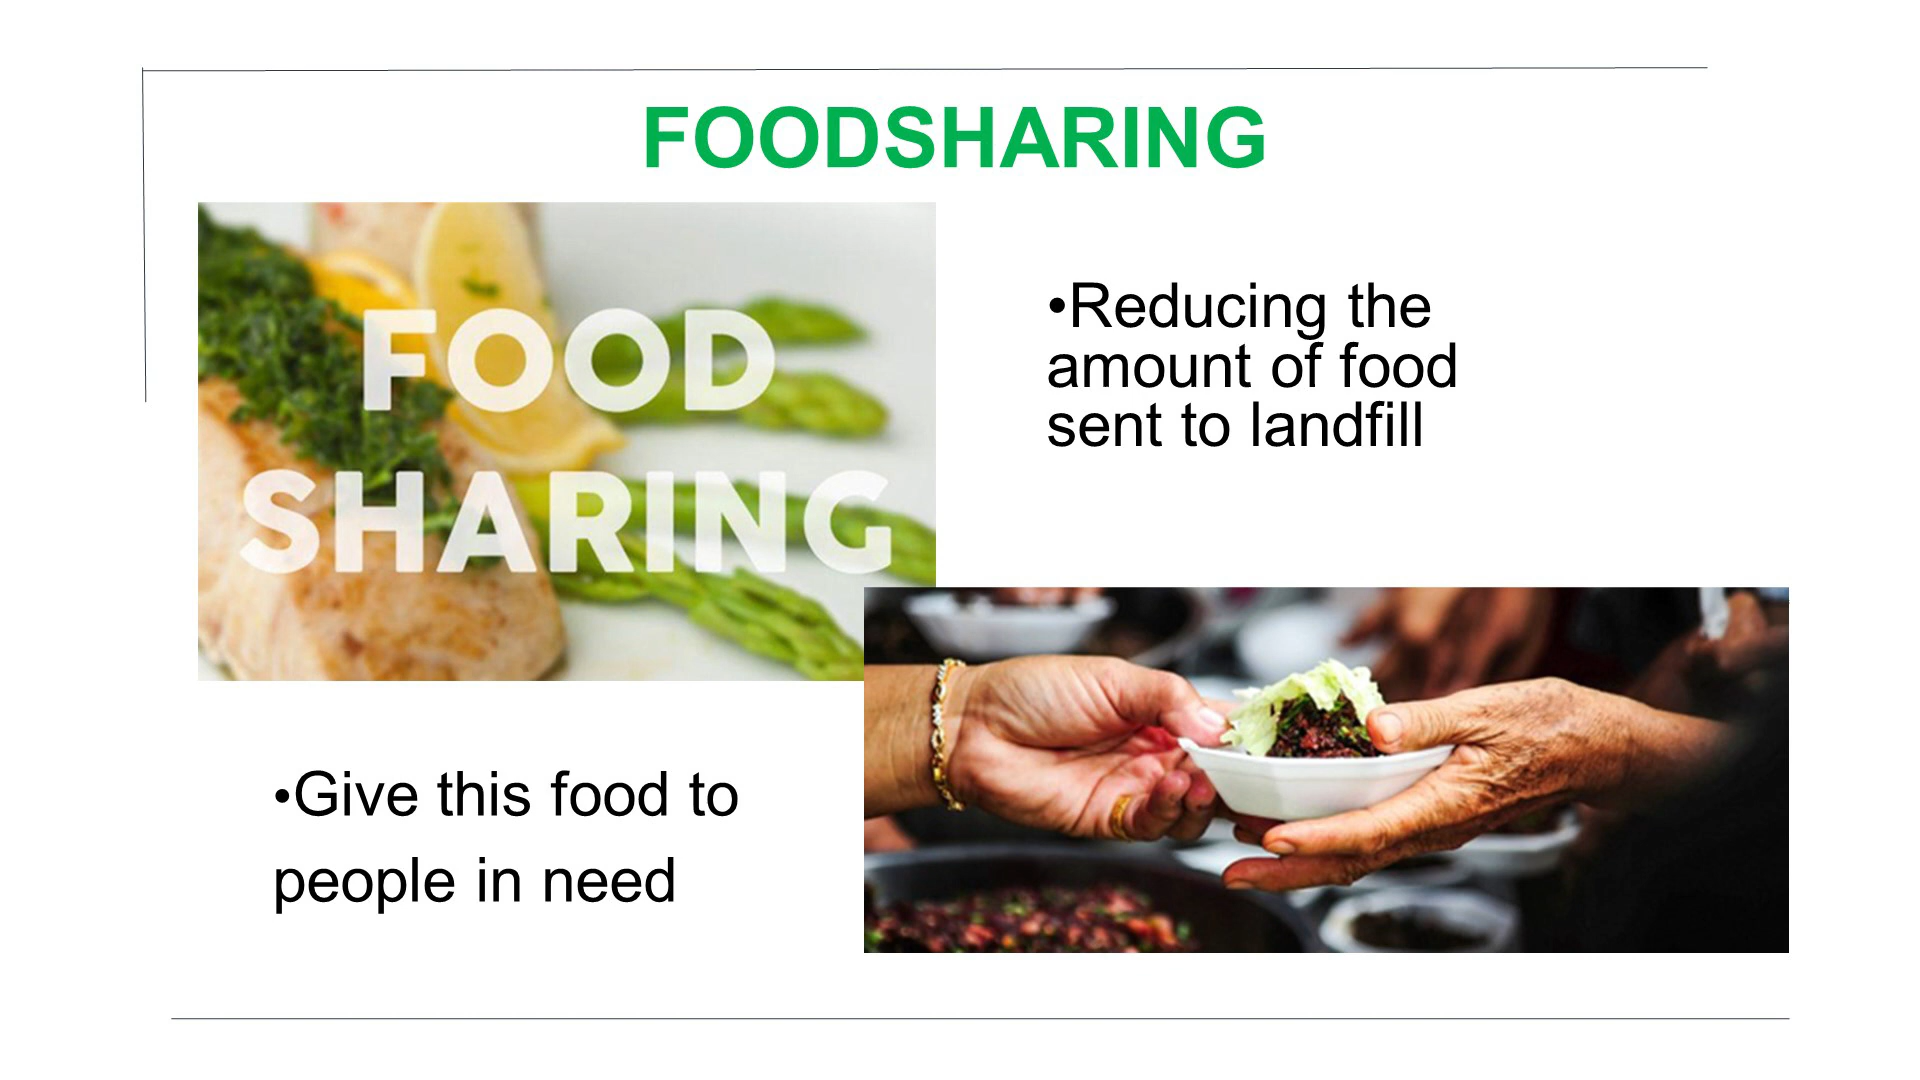 FOODSHARING
FOOD
SHARING
•Reducing the
amount of food
sent to landfill
•Give this food to
people in need